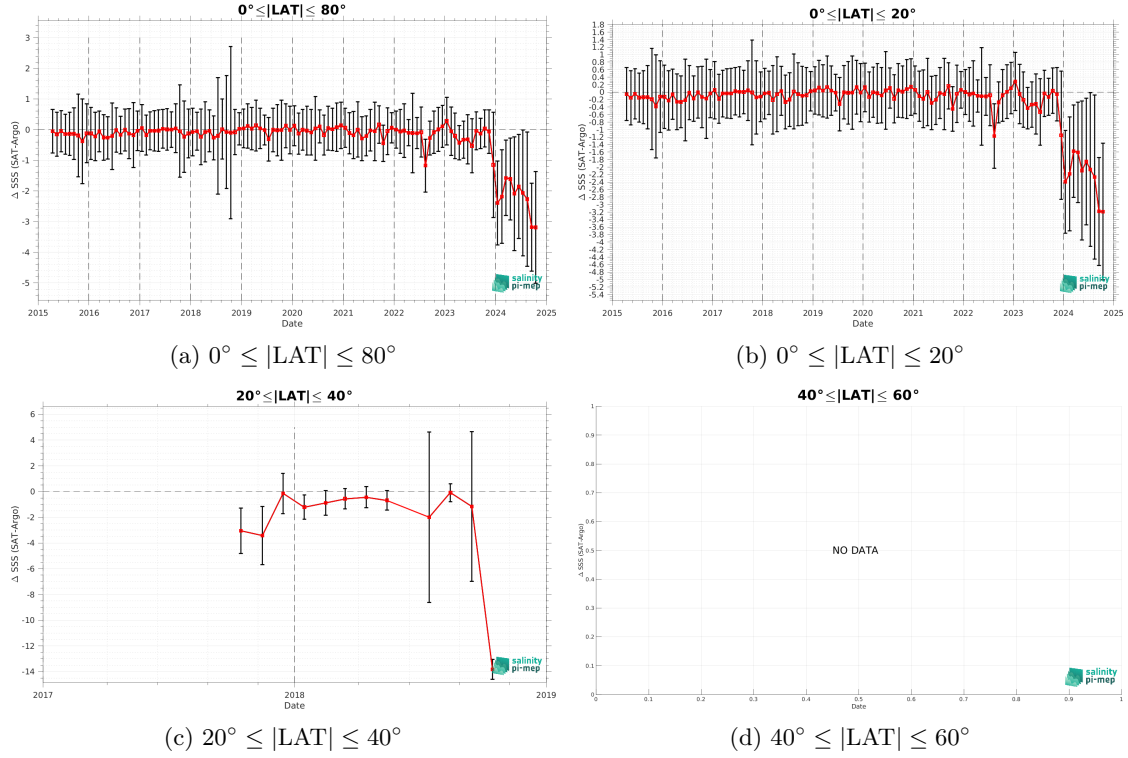 0°≤|LAT|≤ 80°
3
2
1
0
-1
-2
-3
-4
-5
Δ SSS (SAT-Argo)
2015 2016 2017 2018 2019 2020 2021 2022 2023 2024 2025
Date
salinity
pi-mep
(a) 0° ≤ |LAT| ≤ 80°
0°≤|LAT|≤ 20°
1.8
1.6
1.4
1.2
1
0.8
0.6
0.4
0.2
0
-0.2
-0.4
-0.6
-0.8
-1
-1.2
-1.4
-1.6
-1.8
-2
-2.2
-2.4
-2.6
-2.8
-3
-3.2
-3.4
-3.6
-3.8
-4
-4.2
-4.4
-4.6
-4.8
-5
-5.2
-5.4
Δ SSS (SAT-Argo)
2015 2016 2017 2018 2019 2020 2021 2022 2023 2024 2025
Date
salinity
pi-mep
(b) 0° ≤ |LAT| ≤ 20°
20°≤|LAT|≤ 40°
6
4
2
0
-2
-4
-6
-8
-10
-12
-14
Δ SSS (SAT-Argo)
2017 2018 2019
Date
salinity
pi-mep
(c) 20° ≤ |LAT| ≤ 40°
40°≤|LAT|≤ 60°
1
0.9
0.8
0.7
0.6
0.5
0.4
0.3
0.2
0.1
0
Δ SSS (SAT-Argo)
NO DATA
0 0.1 0.2 0.3 0.4 0.5 0.6 0.7 0.8 0.9 1
Date
salinity
pi-mep
(d) 40° ≤ |LAT| ≤ 60°